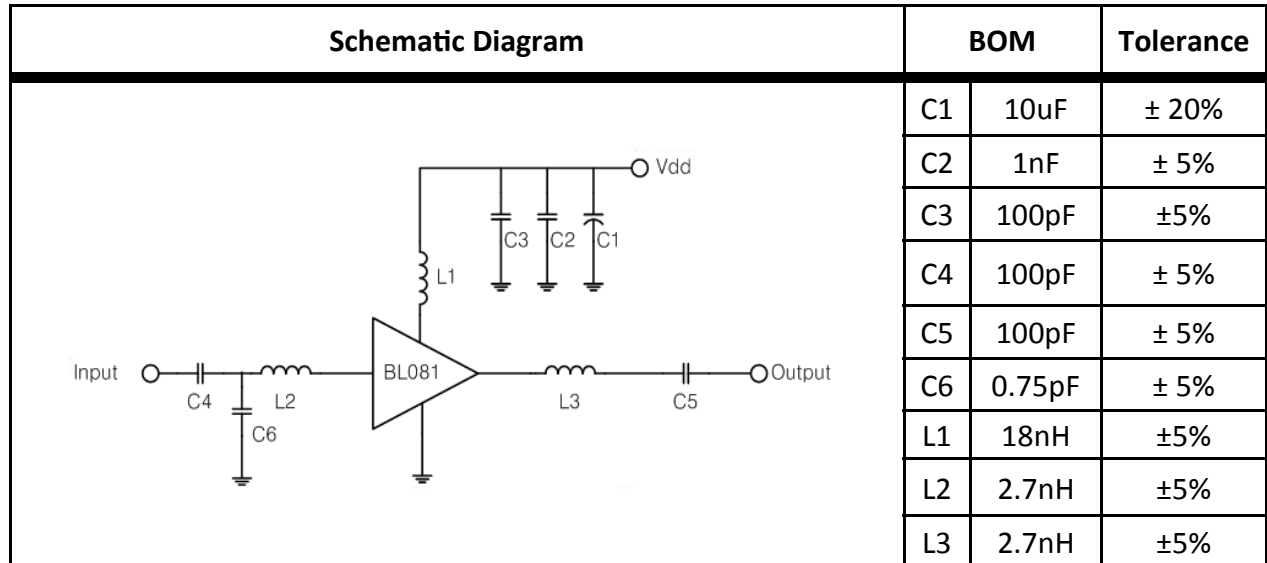 Schematic Diagram BOM Tolerance
C1 10uF ± 20%
C2 1nF ± 5%
C3 100pF ±5%
C4 100pF ± 5%
C5 100pF ± 5%
C6 0.75pF ± 5%
L1 18nH ±5%
L2 2.7nH ±5%
L3 2.7nH ±5%
Vdd
C3 C2 C1
L1
Input BL081 Output
C4 L2 L3 C5
C6